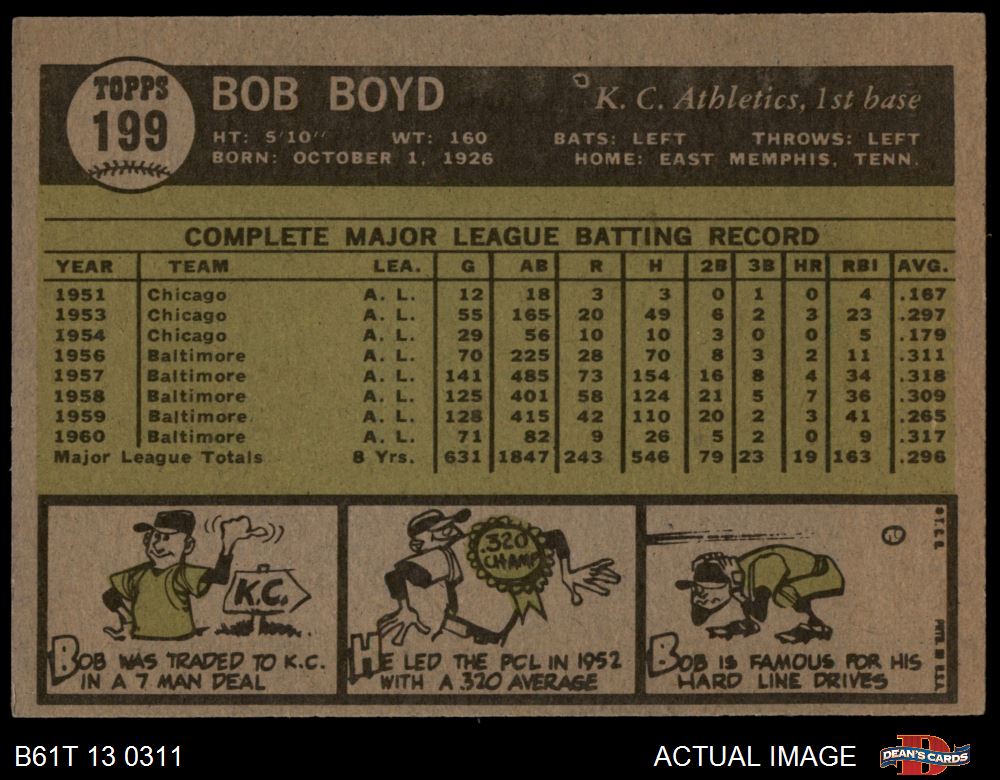 TOPPS
199
BOB BOYD
K. C. Athletics, 1st base
HT: 5'10" WT: 160 BATS: LEFT THROWS: LEFT
BORN: OCTOBER 1, 1926 HOME: EAST MEMPHIS, TENN.
COMPLETE MAJOR LEAGUE BATTING RECORD
YEAR TEAM LEA. G AB R H 2B 3B HR RBI AVG.
1951 Chicago A. L. 12 18 3 3 0 1 0 4 .167
1953 Chicago A. L. 55 165 20 49 6 2 3 23 .297
1954 Chicago A. L. 29 56 10 10 3 0 0 5 .179
1956 Baltimore A. L. 70 225 28 70 8 3 2 11 .311
1957 Baltimore A. L. 141 485 73 154 16 8 4 34 .318
1958 Baltimore A. L. 125 401 58 124 21 5 7 36 .309
1959 Baltimore A. L. 128 415 42 110 20 2 3 41 .265
1960 Baltimore A. L. 71 82 9 26 5 2 0 9 .317
Major League Totals 8 Yrs. 631 1847 243 546 79 23 19 163 .296
K.C.
BOB WAS TRADED TO K.C.
IN A 7 MAN DEAL
.320
CHAMP
HE LED THE PCL IN 1952
WITH A .320 AVERAGE
BOB IS FAMOUS FOR HIS
HARD LINE DRIVES
© T.C.G.
PRTD. IN U.S.A.
B61T 13 0311
ACTUAL IMAGE
DEAN'S CARDS